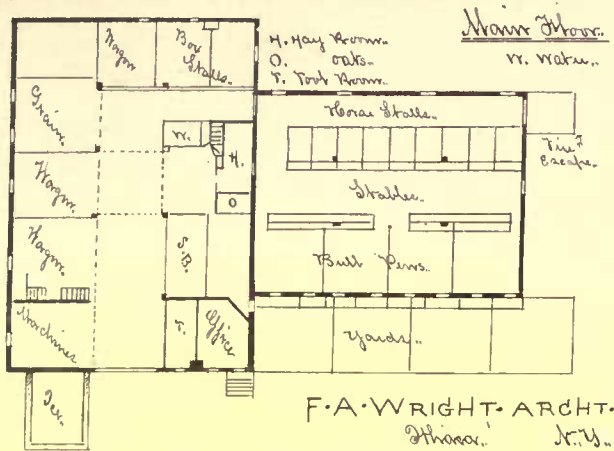 Main Floor.
H. Hay Room.
O. oats.
T. Tool Room.
W. Water.
Wagon
Box Stalls.
Grain.
W.
H.
O
Wagon.
Wagon.
S.B.
Machines
T.
Office
Ice.
Horse Stalls.
Fire Escape.
Stables.
Bull Pens.
Yards.
F. A. WRIGHT. ARCHT.
Ithaca. N.Y.